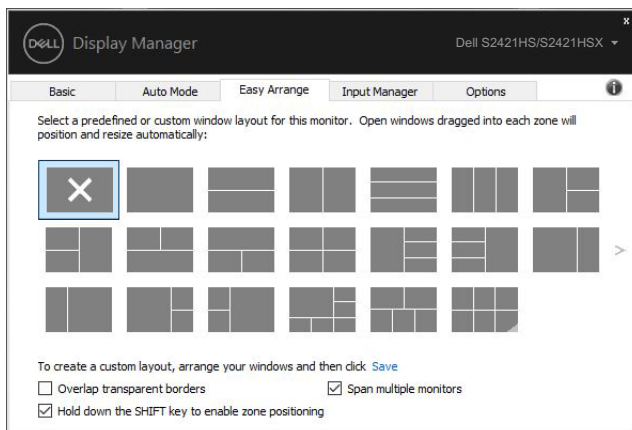 x
DELL Display Manager Dell S2421HS/S2421HSX
Basic Auto Mode Easy Arrange Input Manager Options i
Select a predefined or custom window layout for this monitor. Open windows dragged into each zone will
position and resize automatically:
To create a custom layout, arrange your windows and then click Save
Overlap transparent borders Span multiple monitors
Hold down the SHIFT key to enable zone positioning